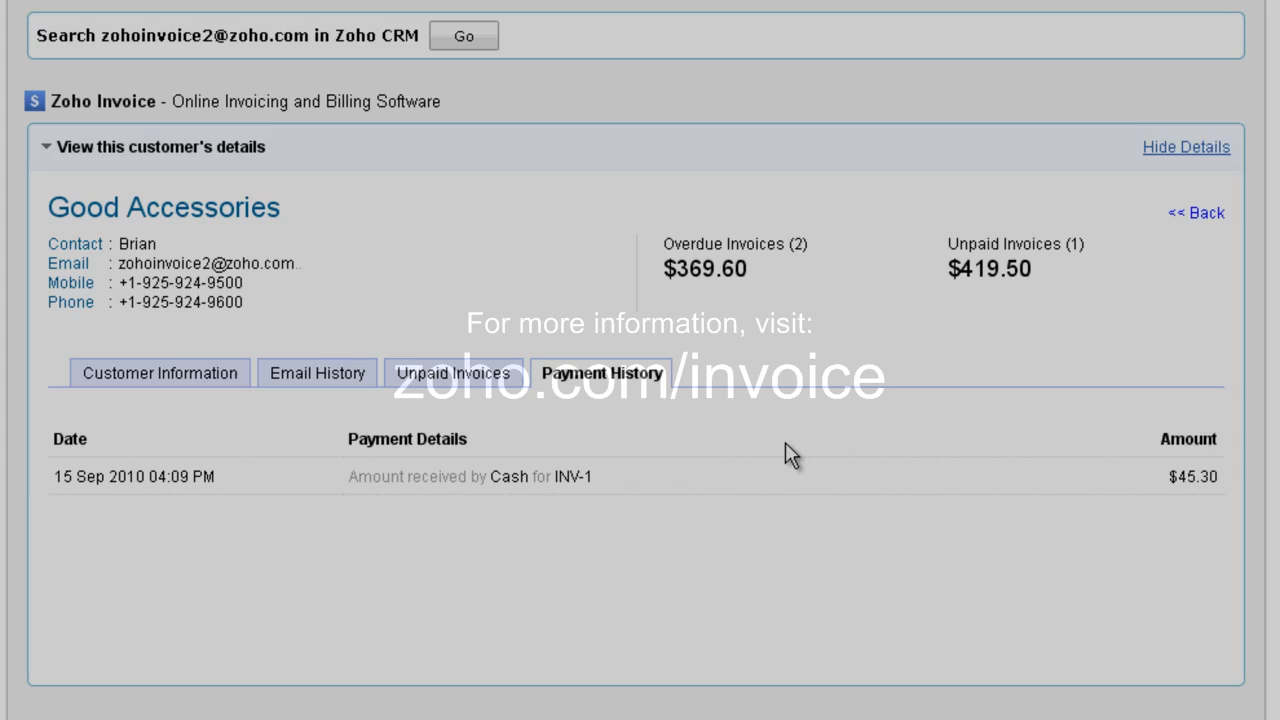 Search zohoinvoice2@zoho.com in Zoho CRM Go
$ Zoho Invoice - Online Invoicing and Billing Software
View this customer's details Hide Details
Good Accessories
<< Back
Contact : Brian
Email : zohoinvoice2@zoho.com..
Mobile : +1-925-924-9500
Phone : +1-925-924-9600
Overdue Invoices (2)
$369.60
Unpaid Invoices (1)
$419.50
For more information, visit:
zoho.com/invoice
Customer Information Email History Unpaid Invoices Payment History
Date Payment Details Amount
15 Sep 2010 04:09 PM Amount received by Cash for INV-1 $45.30